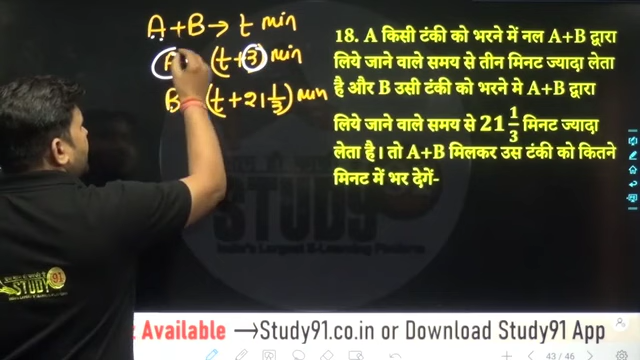 A+B → t min
A (t+3) min
B (t+21 1/3) min
18. A किसी टंकी को भरने में नल A+B द्वारा
लिये जाने वाले समय से तीन मिनट ज्यादा लेता
है और B उसी टंकी को भरने मे A+B द्वारा
लिये जाने वाले समय से 21 1/3 मिनट ज्यादा
लेता है। तो A+B मिलकर उस टंकी को कितने
मिनट में भर देगें-
STUDY91
India's Largest E-Learning Platform
STUDY 91
t Available → Study91.co.in or Download Study91 App
43 / 46